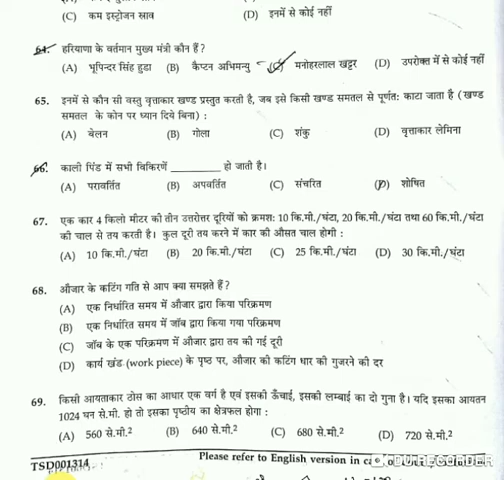 (C) कम इस्ट्रोजन स्राव (D) इनमें से कोई नहीं
64. हरियाणा के वर्तमान मुख्य मंत्री कौन हैं?
(A) भूपिन्दर सिंह हुडा (B) कैप्टन अभिमन्यु (C) मनोहरलाल खट्टर (D) उपरोक्त में से कोई नहीं
65. इनमें से कौन सी वस्तु वृत्ताकार खण्ड प्रस्तुत करती है, जब इसे किसी खण्ड समतल से पूर्णतः काटा जाता है (खण्ड
समतल के कोन पर ध्यान दिये बिना) :
(A) बेलन (B) गोला (C) शंकु (D) वृत्ताकार लेमिना
66. काली पिंड में सभी विकिरणें ________ हो जाती है।
(A) परावर्तित (B) अपवर्तित (C) संचरित (D) शोषित
67. एक कार 4 किलो मीटर की तीन उत्तरोत्तर दूरियों को क्रमशः 10 कि.मी./घंटा, 20 कि.मी./घंटा तथा 60 कि.मी./घंटा
की चाल से तय करती है। कुल दूरी तय करने में कार की औसत चाल होगी :
(A) 10 कि.मी./घंटा (B) 20 कि.मी./घंटा (C) 25 कि.मी./घंटा (D) 30 कि.मी./घंटा
68. औजार के कटिंग गति से आप क्या समझते हैं?
(A) एक निर्धारित समय में औजार द्वारा किया परिक्रमण
(B) एक निर्धारित समय में जॉब द्वारा किया गया परिक्रमण
(C) जॉब के एक परिक्रमण में औजार द्वारा तय की गई दूरी
(D) कार्य खंड (work piece) के पृष्ठ पर, औजार की कटिंग धार की गुजरने की दर
69. किसी आयताकार ठोस का आधार एक वर्ग है एवं इसकी ऊँचाई, इसकी लम्बाई का दो गुना है। यदि इसका आयतन
1024 घन से.मी. हो तो इसका पृष्ठीय का क्षेत्रफल होगा :
(A) 560 से.मी.² (B) 640 से.मी.² (C) 680 से.मी.² (D) 720 से.मी.²
TSD001314 Please refer to English version in
DU RECORDER